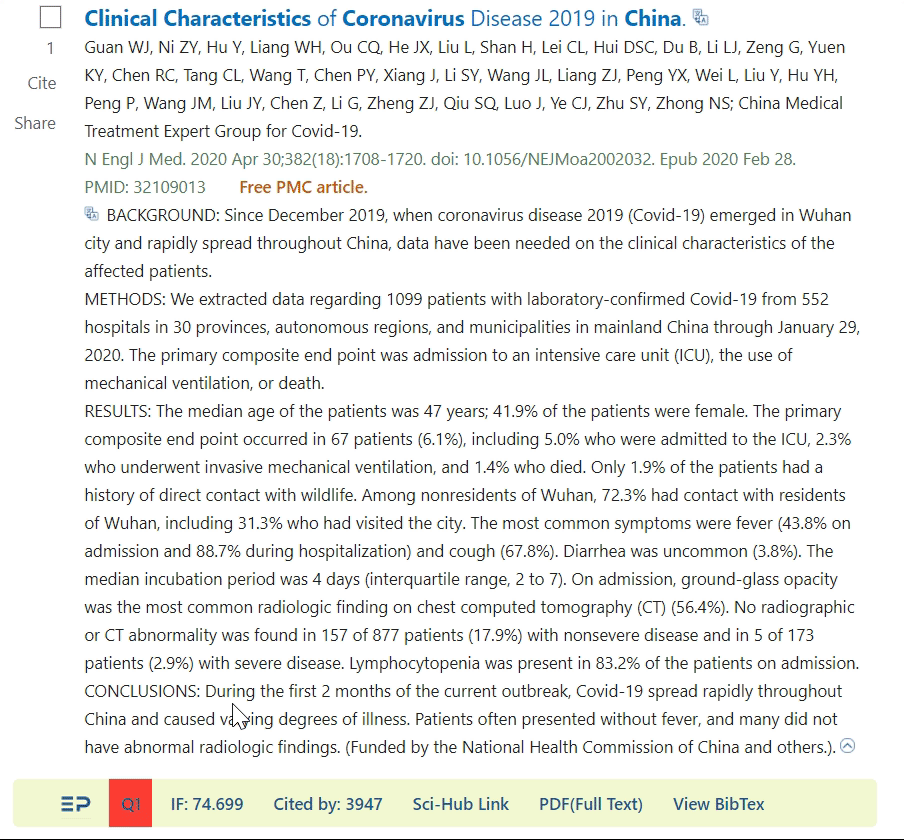 Clinical Characteristics of Coronavirus Disease 2019 in China.
1
Guan WJ, Ni ZY, Hu Y, Liang WH, Ou CQ, He JX, Liu L, Shan H, Lei CL, Hui DSC, Du B, Li LJ, Zeng G, Yuen
Cite
KY, Chen RC, Tang CL, Wang T, Chen PY, Xiang J, Li SY, Wang JL, Liang ZJ, Peng YX, Wei L, Liu Y, Hu YH,
Peng P, Wang JM, Liu JY, Chen Z, Li G, Zheng ZJ, Qiu SQ, Luo J, Ye CJ, Zhu SY, Zhong NS; China Medical
Share
Treatment Expert Group for Covid-19.
N Engl J Med. 2020 Apr 30;382(18):1708-1720. doi: 10.1056/NEJMoa2002032. Epub 2020 Feb 28.
PMID: 32109013 Free PMC article.
BACKGROUND: Since December 2019, when coronavirus disease 2019 (Covid-19) emerged in Wuhan
city and rapidly spread throughout China, data have been needed on the clinical characteristics of the
affected patients.
METHODS: We extracted data regarding 1099 patients with laboratory-confirmed Covid-19 from 552
hospitals in 30 provinces, autonomous regions, and municipalities in mainland China through January 29,
2020. The primary composite end point was admission to an intensive care unit (ICU), the use of
mechanical ventilation, or death.
RESULTS: The median age of the patients was 47 years; 41.9% of the patients were female. The primary
composite end point occurred in 67 patients (6.1%), including 5.0% who were admitted to the ICU, 2.3%
who underwent invasive mechanical ventilation, and 1.4% who died. Only 1.9% of the patients had a
history of direct contact with wildlife. Among nonresidents of Wuhan, 72.3% had contact with residents
of Wuhan, including 31.3% who had visited the city. The most common symptoms were fever (43.8% on
admission and 88.7% during hospitalization) and cough (67.8%). Diarrhea was uncommon (3.8%). The
median incubation period was 4 days (interquartile range, 2 to 7). On admission, ground-glass opacity
was the most common radiologic finding on chest computed tomography (CT) (56.4%). No radiographic
or CT abnormality was found in 157 of 877 patients (17.9%) with nonsevere disease and in 5 of 173
patients (2.9%) with severe disease. Lymphocytopenia was present in 83.2% of the patients on admission.
CONCLUSIONS: During the first 2 months of the current outbreak, Covid-19 spread rapidly throughout
China and caused varying degrees of illness. Patients often presented without fever, and many did not
have abnormal radiologic findings. (Funded by the National Health Commission of China and others.).
EP Q1 IF: 74.699 Cited by: 3947 Sci-Hub Link PDF(Full Text) View BibTex